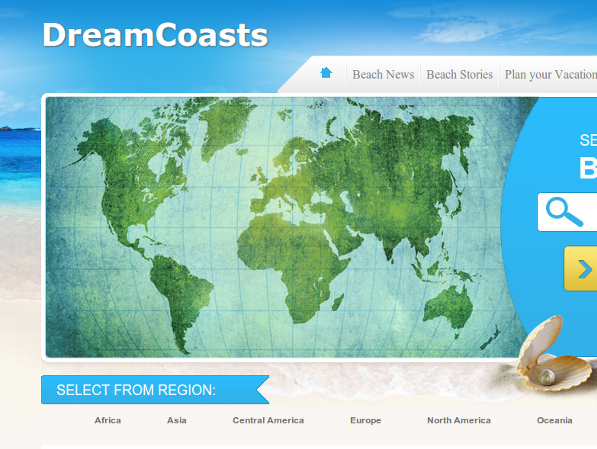 DreamCoasts
Beach News Beach Stories Plan your Vacation
SE
B
SELECT FROM REGION:
Africa Asia Central America Europe North America Oceania